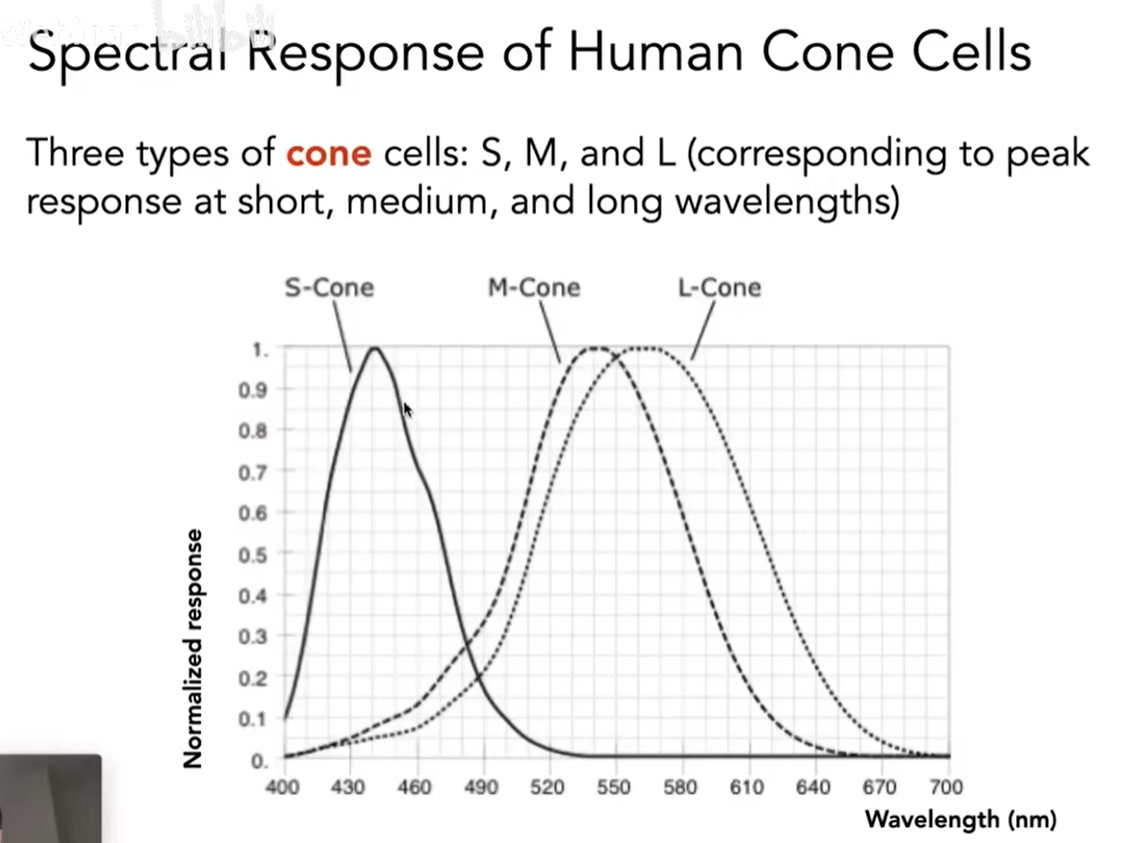 Spectral Response of Human Cone Cells
Three types of cone cells: S, M, and L (corresponding to peak
response at short, medium, and long wavelengths)
S-Cone M-Cone L-Cone
1.
0.9
0.8
0.7
0.6
0.5
0.4
0.3
0.2
0.1
0.
Normalized response
400 430 460 490 520 550 580 610 640 670 700
Wavelength (nm)